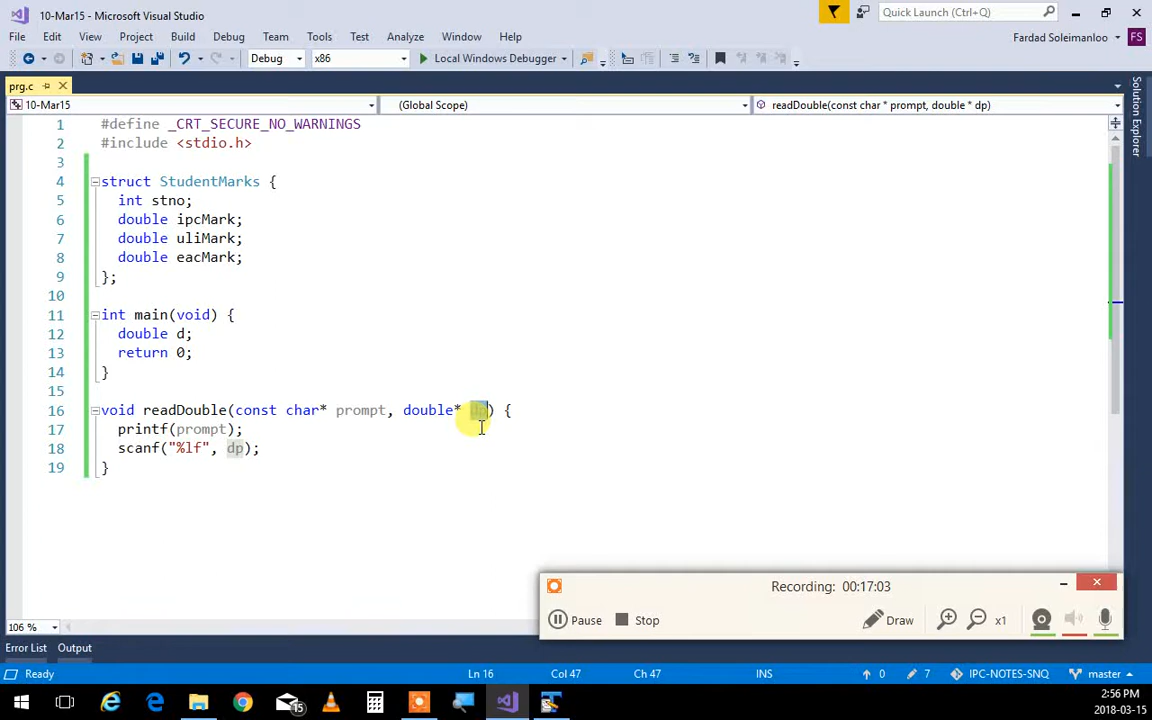 10-Mar15 - Microsoft Visual Studio
Quick Launch (Ctrl+Q)
File Edit View Project Build Debug Team Tools Test Analyze Window Help
Fardad Soleimanloo FS
Debug x86 Local Windows Debugger
prg.c
10-Mar15 (Global Scope) readDouble(const char * prompt, double * dp)
Solution Explorer
1 #define _CRT_SECURE_NO_WARNINGS
2 #include <stdio.h>
3
4 struct StudentMarks {
5 int stno;
6 double ipcMark;
7 double uliMark;
8 double eacMark;
9 };
10
11 int main(void) {
12 double d;
13 return 0;
14 }
15
16 void readDouble(const char* prompt, double* dp) {
17 printf(prompt);
18 scanf("%lf", dp);
19 }
Recording: 00:17:03
Pause Stop Draw x1
106 %
Error List Output
Ready Ln 16 Col 47 Ch 47 INS 0 7 IPC-NOTES-SNQ master
15
2:56 PM
2018-03-15